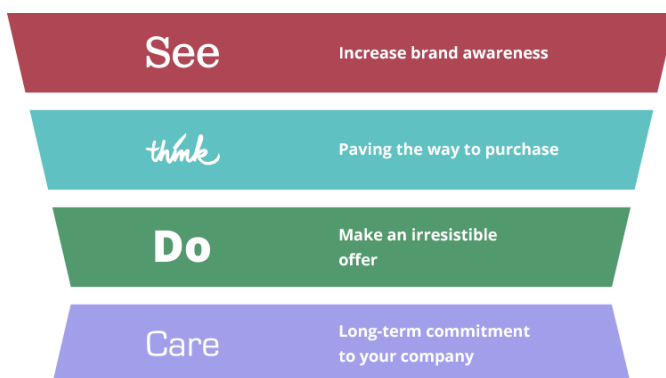 See
Increase brand awareness
think
Paving the way to purchase
Do
Make an irresistible
offer
Care
Long-term commitment
to your company